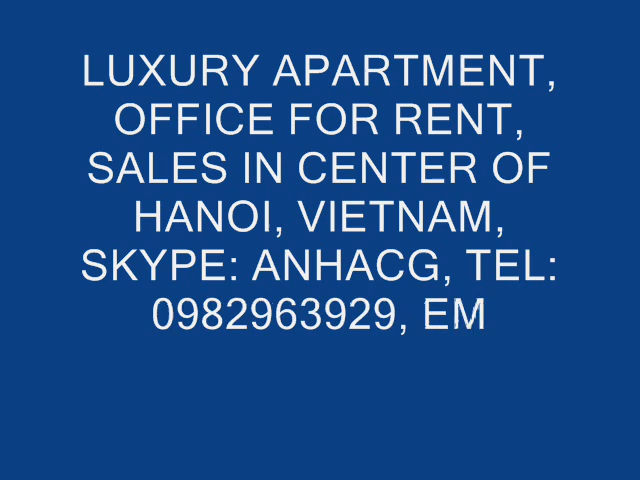 LUXURY APARTMENT,
OFFICE FOR RENT,
SALES IN CENTER OF
HANOI, VIETNAM,
SKYPE: ANHACG, TEL:
0982963929, EM